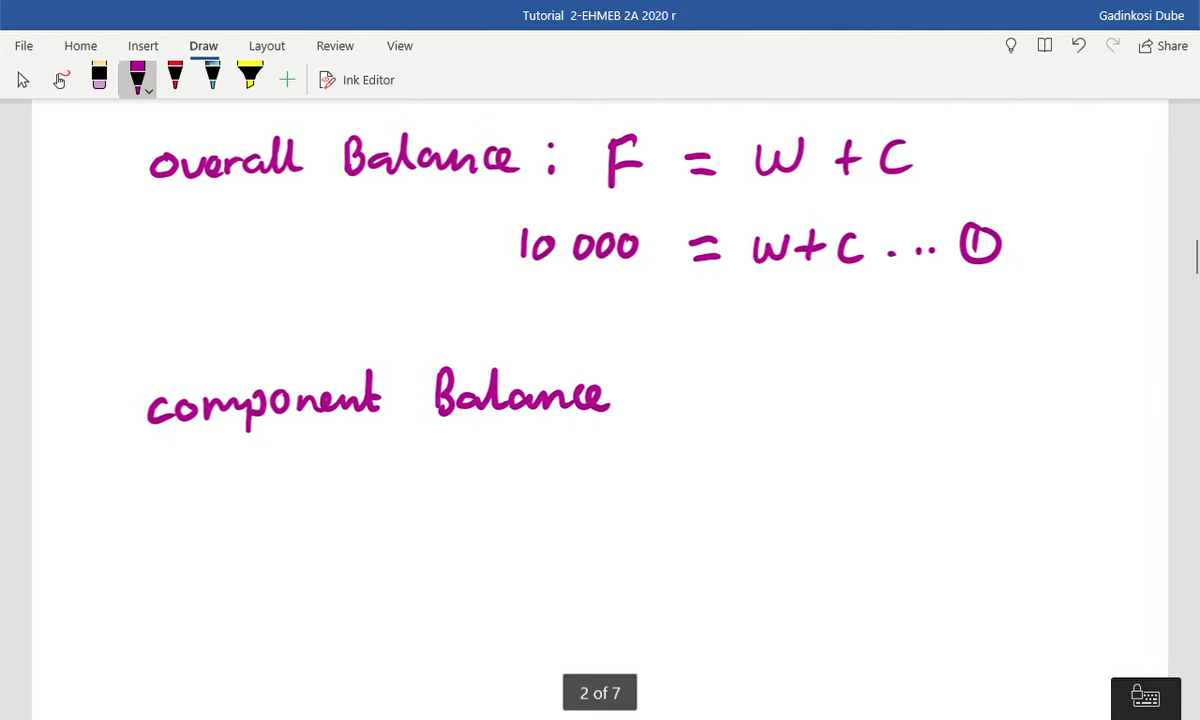 Tutorial 2-EHMEB 2A 2020 r
Gadinkosi Dube
File Home Insert Draw Layout Review View
Share
Ink Editor
overall Balance : F = W + C
10 000 = W + C ... ①
component Balance
2 of 7